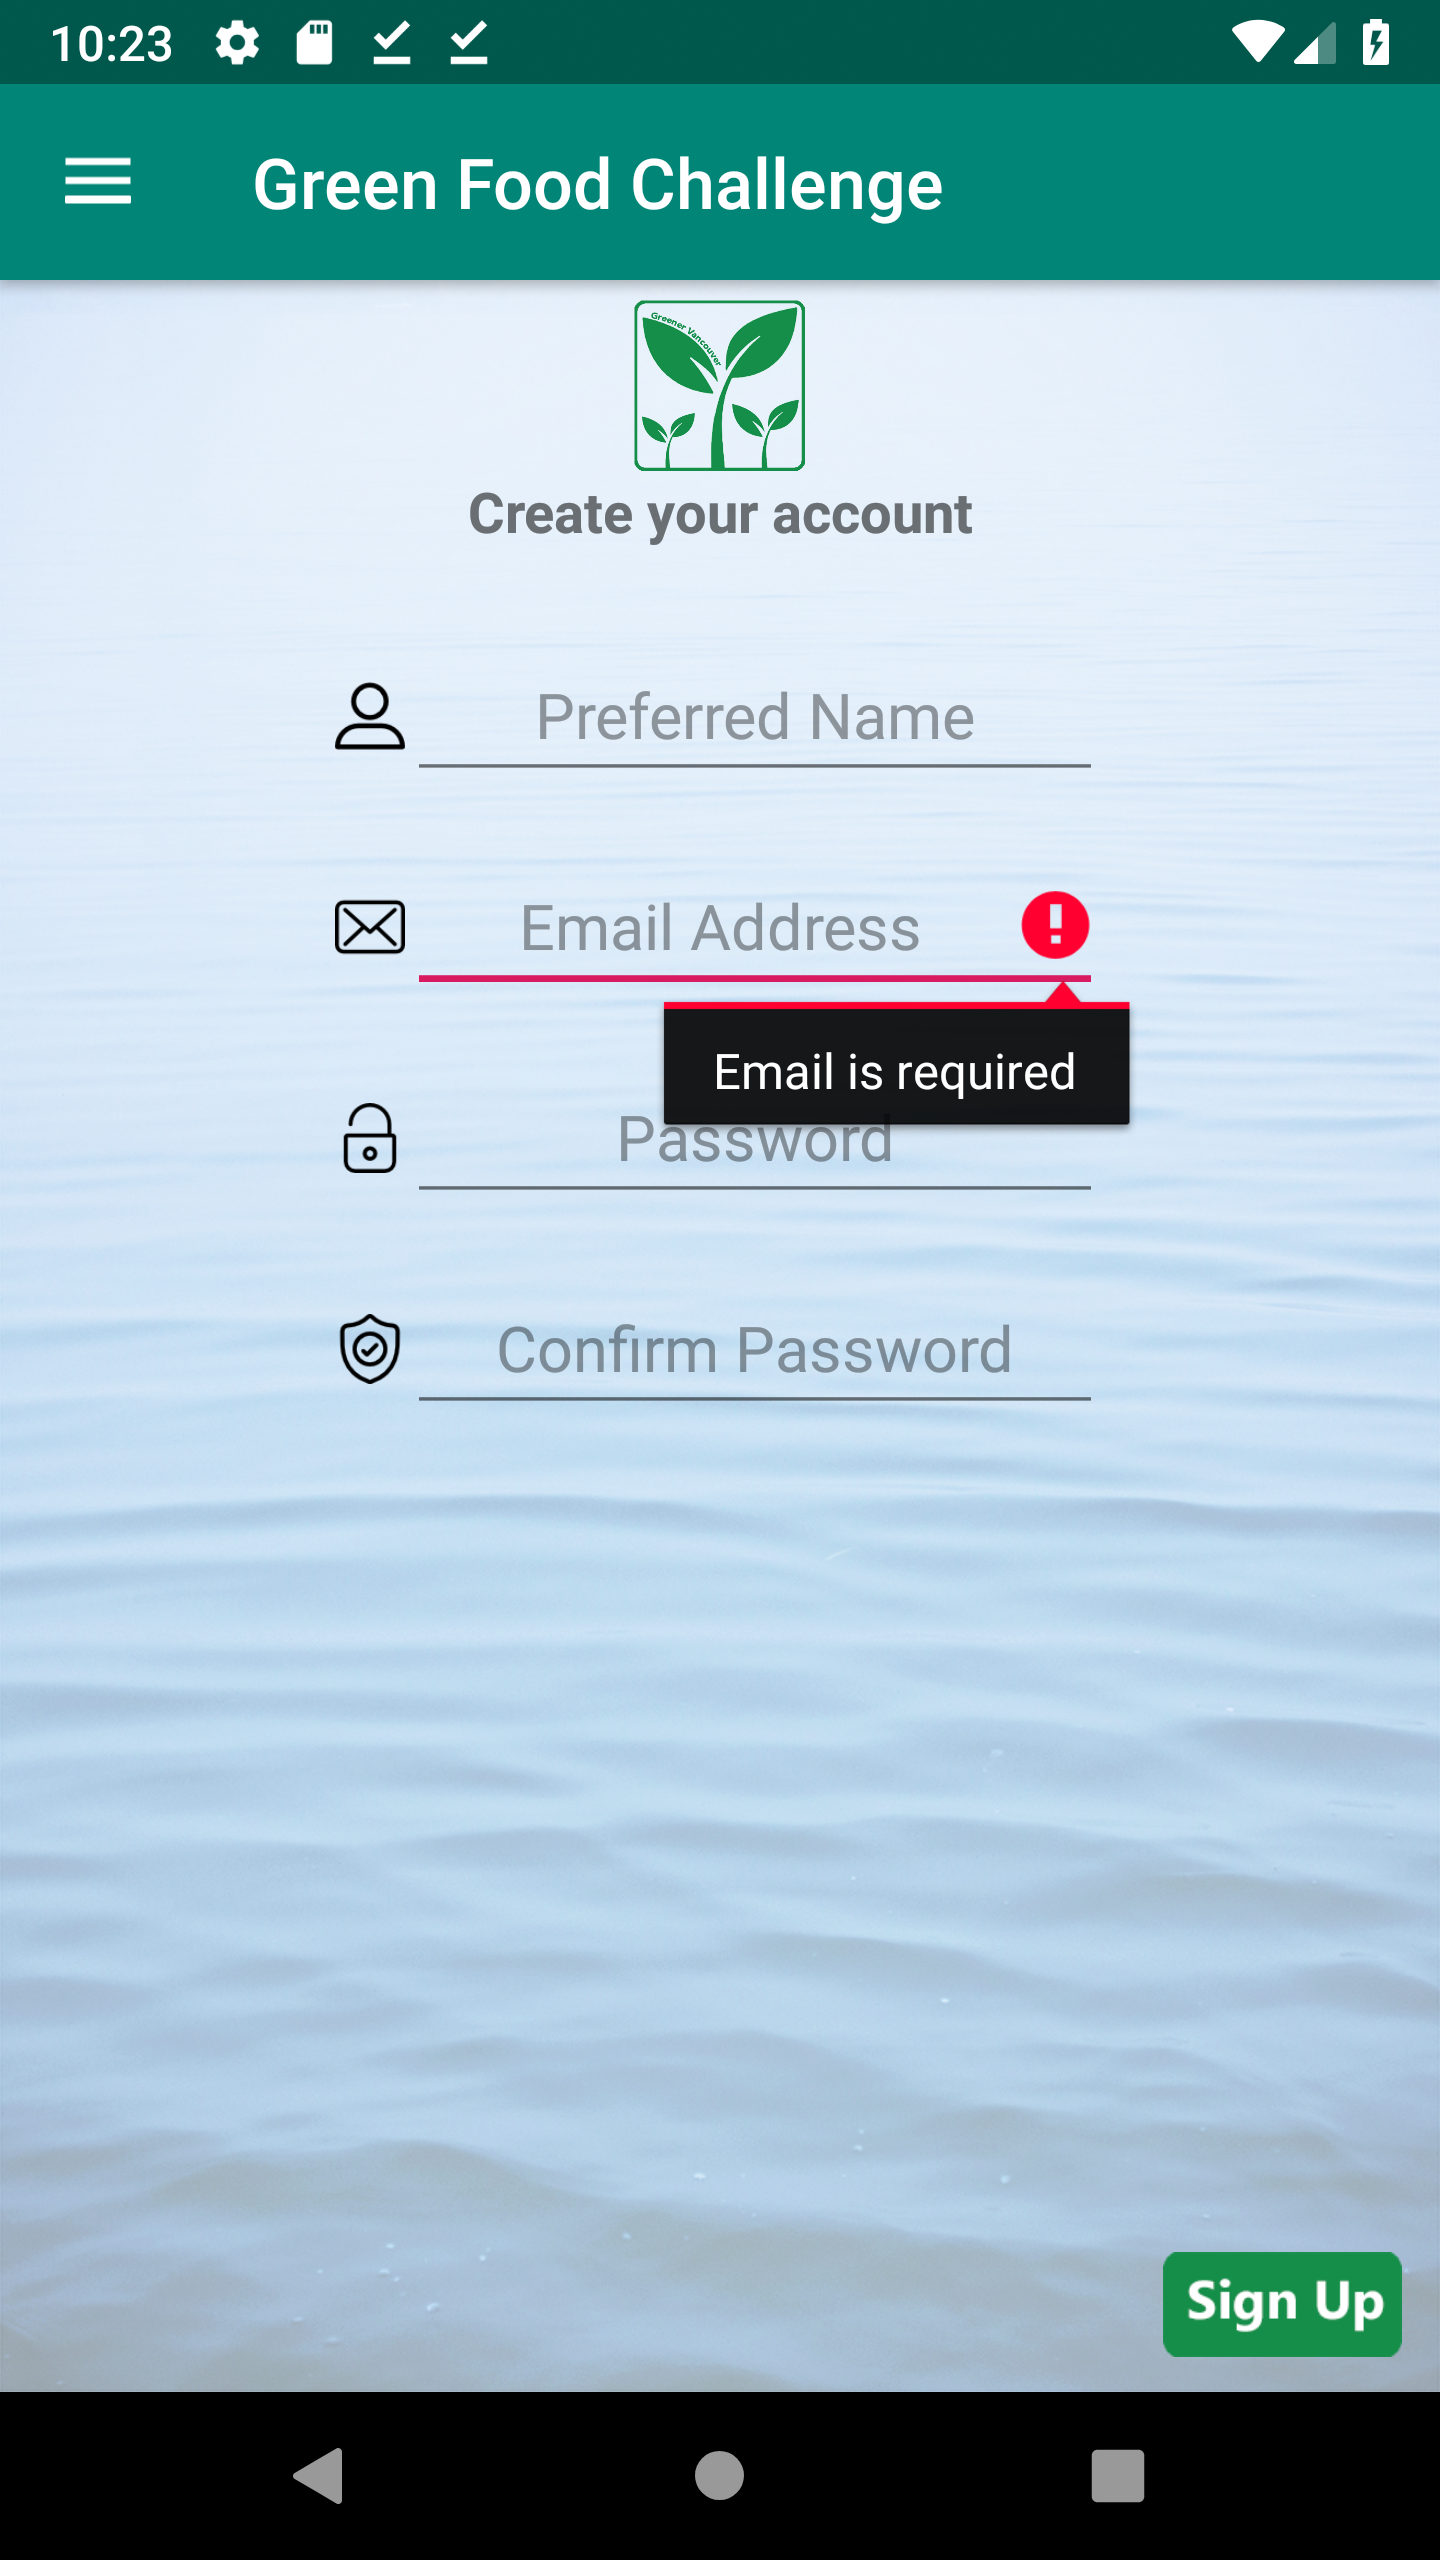 10:23
Green Food Challenge
Greener Vancouver
Create your account
Preferred Name
Email Address
Email is required
Password
Confirm Password
Sign Up